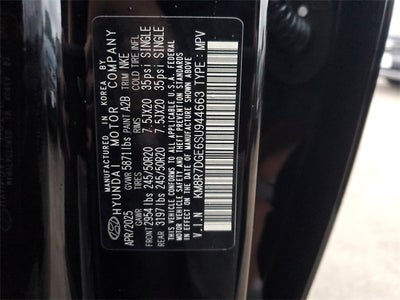 MANUFACTURED BY IN KOREA BY
HYUNDAI MOTOR COMPANY
APR/2025 GVWR 5871lbs PAINT A2B TRIM NKE
GAWR TIRES RIMS COLD TIRE INFL
FRONT 2954 lbs 245/50R20 7.5JX20 35psi SINGLE
REAR 3197 lbs 245/50R20 7.5JX20 35psi SINGLE
THIS VEHICLE CONFORMS TO ALL APPLICABLE U.S. FEDERAL
MOTOR VEHICLE SAFETY AND THEFT PREVENTION STANDARDS
IN EFFECT ON THE DATE OF MANUFACTURE SHOWN ABOVE.
V.I.N KM8R7DGE6SU944663 TYPE : MPV